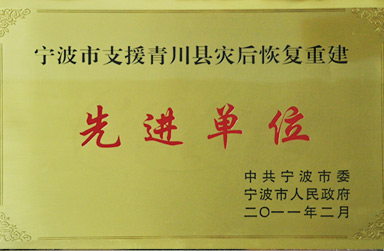 宁波市支援青川县灾后恢复重建
先进单位
中共宁波市委
宁波市人民政府
二〇一一年二月